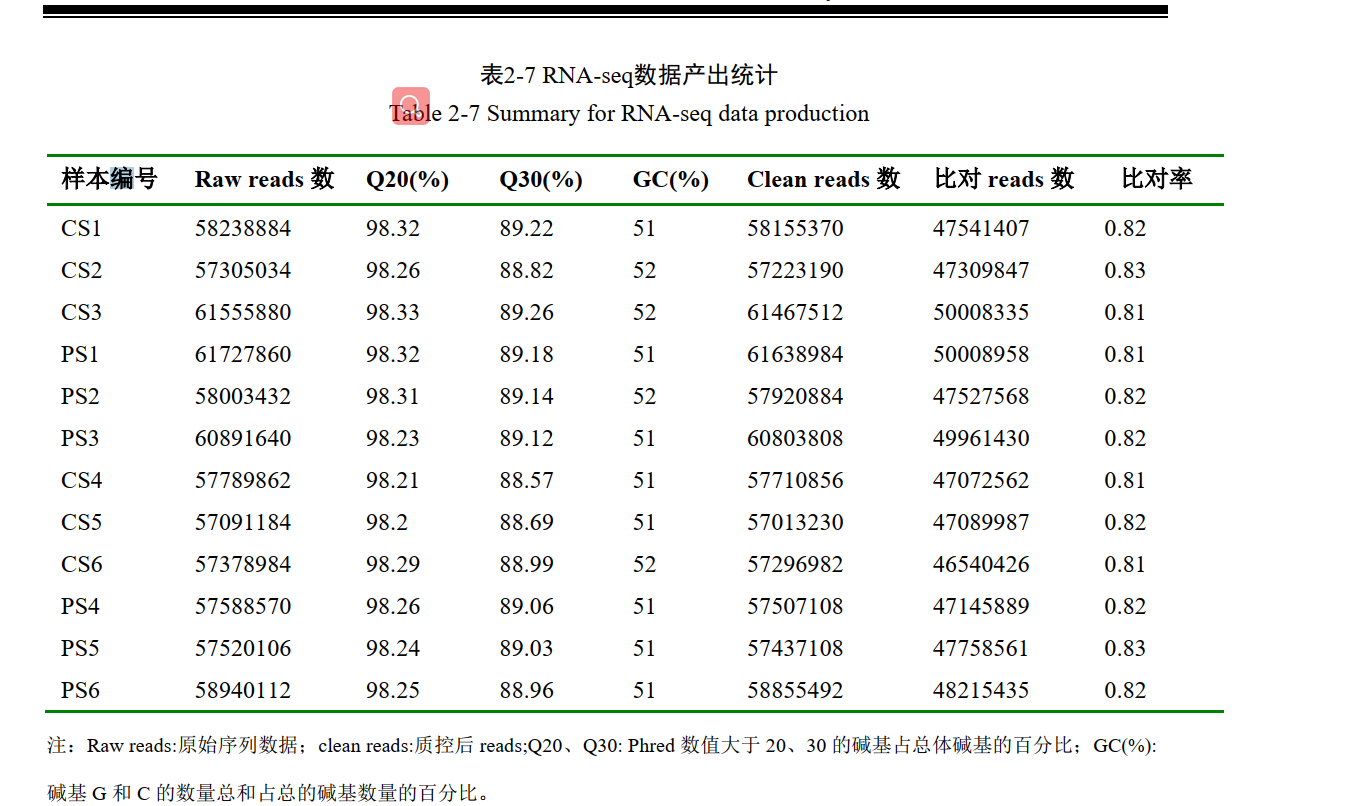 表2-7 RNA-seq数据产出统计
Table 2-7 Summary for RNA-seq data production
样本编号 Raw reads 数 Q20(%) Q30(%) GC(%) Clean reads 数 比对 reads 数 比对率
CS1 58238884 98.32 89.22 51 58155370 47541407 0.82
CS2 57305034 98.26 88.82 52 57223190 47309847 0.83
CS3 61555880 98.33 89.26 52 61467512 50008335 0.81
PS1 61727860 98.32 89.18 51 61638984 50008958 0.81
PS2 58003432 98.31 89.14 52 57920884 47527568 0.82
PS3 60891640 98.23 89.12 51 60803808 49961430 0.82
CS4 57789862 98.21 88.57 51 57710856 47072562 0.81
CS5 57091184 98.2 88.69 51 57013230 47089987 0.82
CS6 57378984 98.29 88.99 52 57296982 46540426 0.81
PS4 57588570 98.26 89.06 51 57507108 47145889 0.82
PS5 57520106 98.24 89.03 51 57437108 47758561 0.83
PS6 58940112 98.25 88.96 51 58855492 48215435 0.82
注：Raw reads:原始序列数据；clean reads:质控后 reads;Q20、Q30: Phred 数值大于 20、30 的碱基占总体碱基的百分比；GC(%):
碱基 G 和 C 的数量总和占总的碱基数量的百分比。